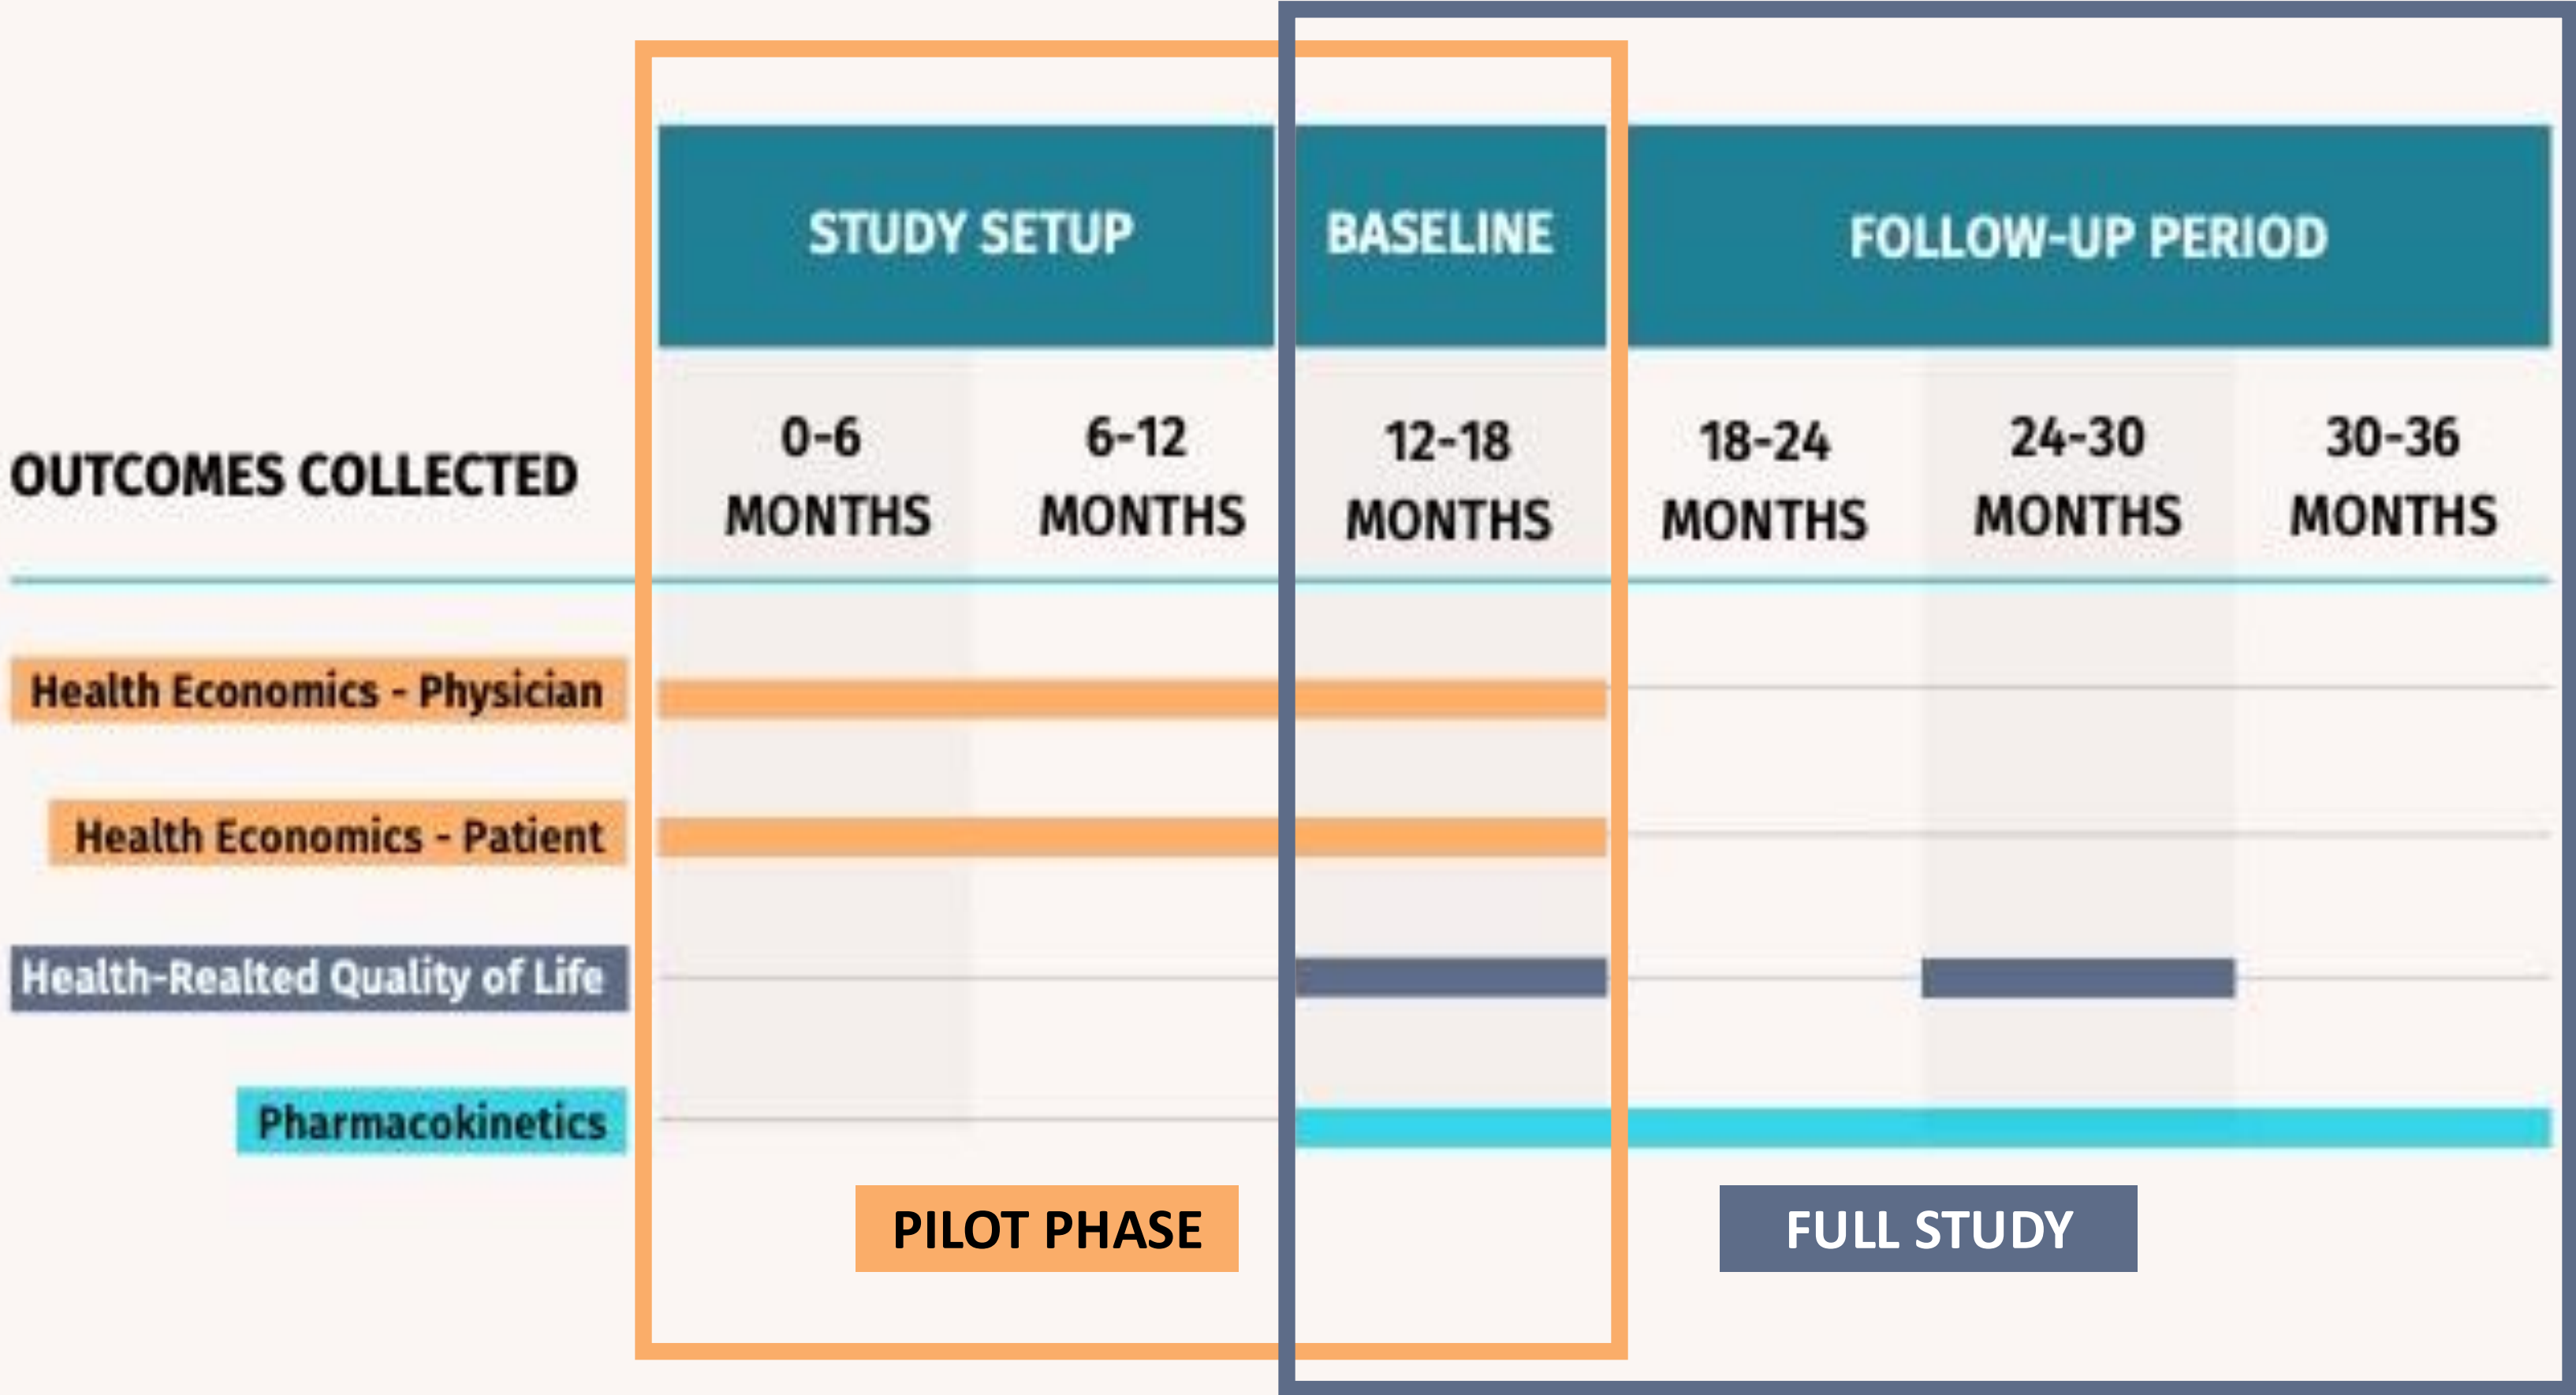 STUDY SETUP
BASELINE
FOLLOW-UP PERIOD
OUTCOMES COLLECTED
0-6
MONTHS
6-12
MONTHS
12-18
MONTHS
18-24
MONTHS
24-30
MONTHS
30-36
MONTHS
Health Economics - Physician
Health Economics - Patient
Health-Realted Quality of Life
Pharmacokinetics
PILOT PHASE
FULL STUDY